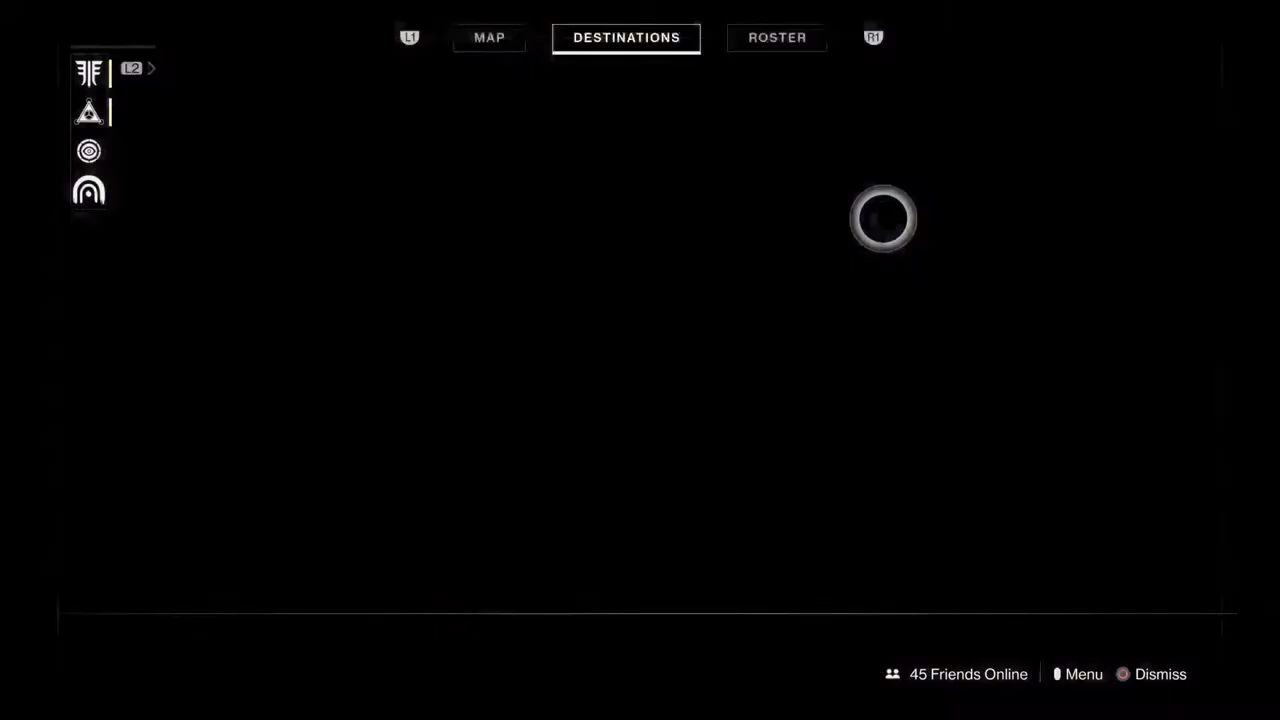 L1 MAP DESTINATIONS ROSTER R1
L2
45 Friends Online Menu Dismiss